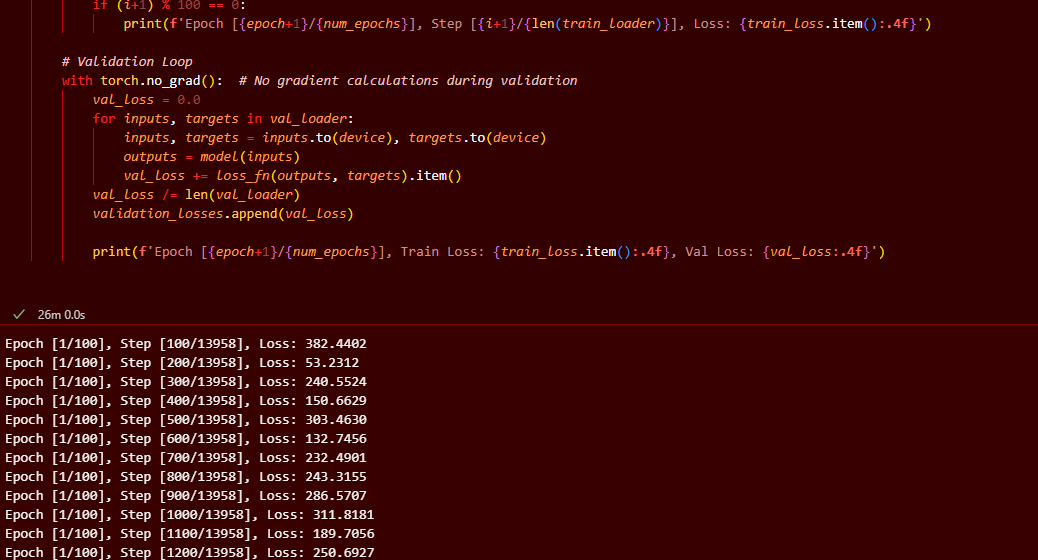 if (i+1) % 100 == 0:
print(f'Epoch [{epoch+1}/{num_epochs}], Step [{i+1}/{len(train_loader)}], Loss: {train_loss.item():.4f}')
# Validation Loop
with torch.no_grad():  # No gradient calculations during validation
val_loss = 0.0
for inputs, targets in val_loader:
inputs, targets = inputs.to(device), targets.to(device)
outputs = model(inputs)
val_loss += loss_fn(outputs, targets).item()
val_loss /= len(val_loader)
validation_losses.append(val_loss)
print(f'Epoch [{epoch+1}/{num_epochs}], Train Loss: {train_loss.item():.4f}, Val Loss: {val_loss:.4f}')
26m 0.0s
Epoch [1/100], Step [100/13958], Loss: 382.4402
Epoch [1/100], Step [200/13958], Loss: 53.2312
Epoch [1/100], Step [300/13958], Loss: 240.5524
Epoch [1/100], Step [400/13958], Loss: 150.6629
Epoch [1/100], Step [500/13958], Loss: 303.4630
Epoch [1/100], Step [600/13958], Loss: 132.7456
Epoch [1/100], Step [700/13958], Loss: 232.4901
Epoch [1/100], Step [800/13958], Loss: 243.3155
Epoch [1/100], Step [900/13958], Loss: 286.5707
Epoch [1/100], Step [1000/13958], Loss: 311.8181
Epoch [1/100], Step [1100/13958], Loss: 189.7056
Epoch [1/100], Step [1200/13958], Loss: 250.6927